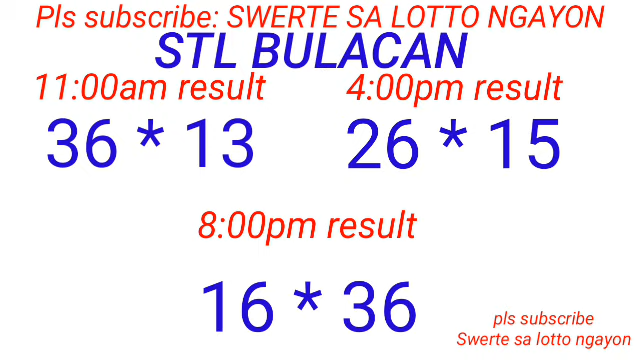 Pls subscribe: SWERTE SA LOTTO NGAYON
STL BULACAN
11:00am result
4:00pm result
36 * 13
26 * 15
8:00pm result
16 * 36
pls subscribe
Swerte sa lotto ngayon